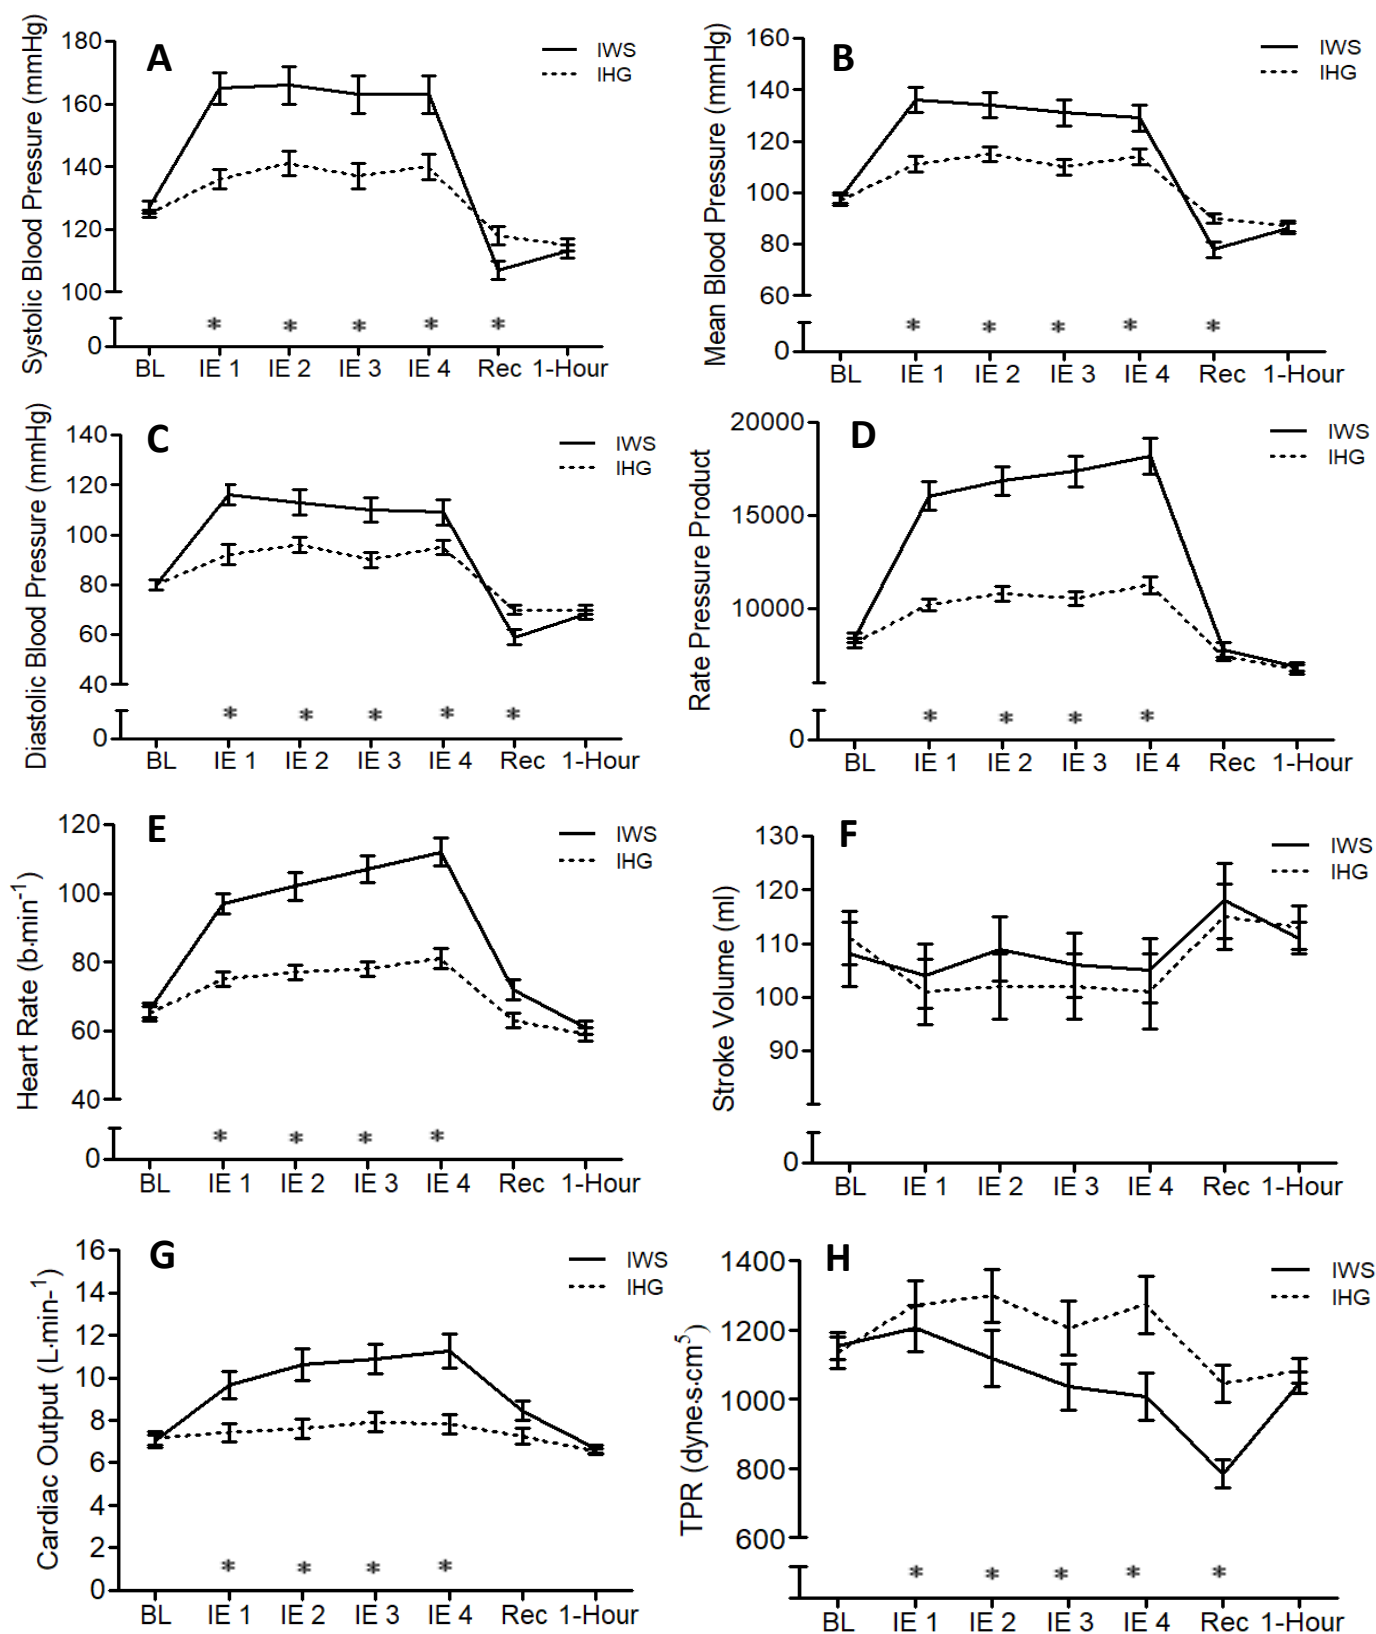 A
Systolic Blood Pressure (mmHg)
180
160
140
120
100
0
IWS
IHG
* * * * *
BL IE 1 IE 2 IE 3 IE 4 Rec 1-Hour
B
Mean Blood Pressure (mmHg)
160
140
120
100
80
60
0
IWS
IHG
* * * * *
BL IE 1 IE 2 IE 3 IE 4 Rec 1-Hour
C
Diastolic Blood Pressure (mmHg)
140
120
100
80
60
40
0
IWS
IHG
* * * * *
BL IE 1 IE 2 IE 3 IE 4 Rec 1-Hour
D
Rate Pressure Product
20000
15000
10000
0
IWS
IHG
* * * *
BL IE 1 IE 2 IE 3 IE 4 Rec 1-Hour
E
Heart Rate (b·min⁻¹)
120
100
80
60
40
0
IWS
IHG
* * * *
BL IE 1 IE 2 IE 3 IE 4 Rec 1-Hour
F
Stroke Volume (ml)
130
120
110
100
90
0
IWS
IHG
BL IE 1 IE 2 IE 3 IE 4 Rec 1-Hour
G
Cardiac Output (L·min-¹)
16
14
12
10
8
6
4
2
0
IWS
IHG
* * * *
BL IE 1 IE 2 IE 3 IE 4 Rec 1-Hour
H
TPR (dyne·s·cm⁵)
1400
1200
1000
800
600
IWS
IHG
* * * * *
BL IE 1 IE 2 IE 3 IE 4 Rec 1-Hour